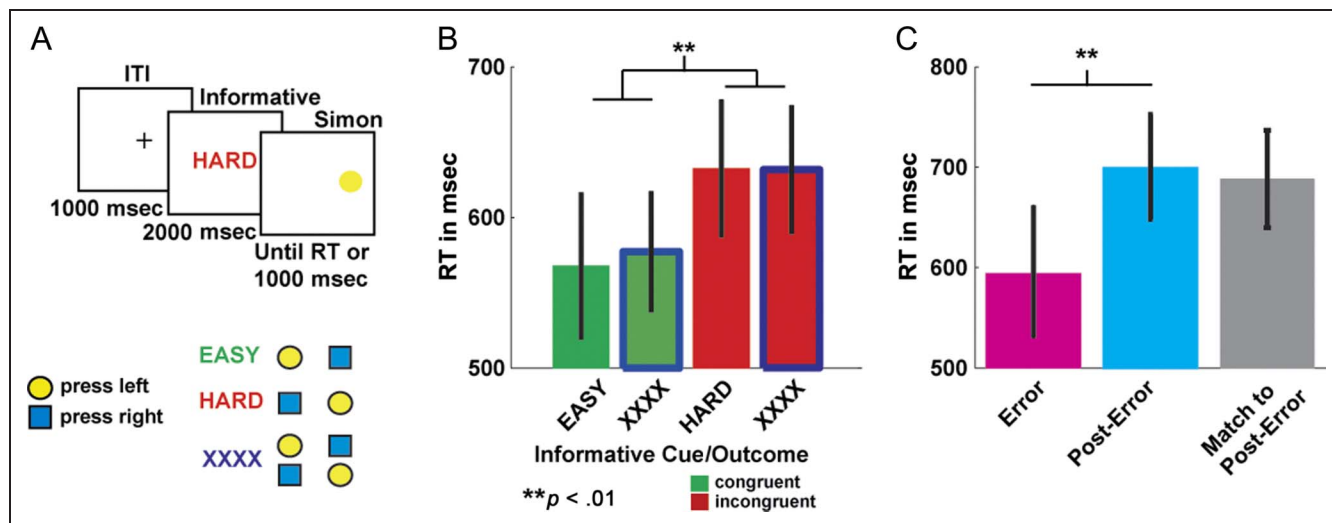 A
ITI
Informative
Simon
+
HARD
1000 msec
2000 msec
Until RT or
1000 msec
EASY
press left
HARD
press right
XXXX
B
**
700
600
500
RT in msec
EASY
XXXX
HARD
XXXX
Informative Cue/Outcome
congruent
**p < .01
incongruent
C
**
800
700
600
500
RT in msec
Error
Post-Error
Match to
Post-Error